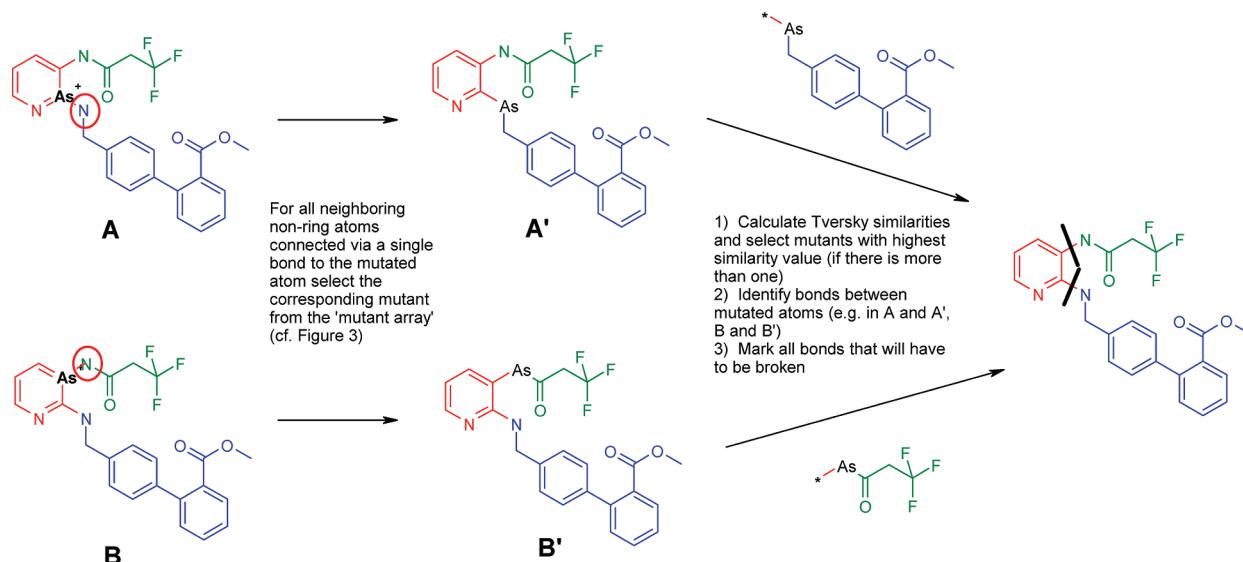 N
F
F
F
O
As
+
N
N
O
O
A
N
F
F
F
O
N
As
O
O
A'
*
As
O
O
For all neighboring
non-ring atoms
connected via a single
bond to the mutated
atom select the
corresponding mutant
from the 'mutant array'
(cf. Figure 3)
1) Calculate Tversky similarities
and select mutants with highest
similarity value (if there is more
than one)
2) Identify bonds between
mutated atoms (e.g. in A and A',
B and B')
3) Mark all bonds that will have
to be broken
N
F
F
F
O
N
N
O
O
As
+
N
F
F
F
O
N
N
O
O
B
As
F
F
F
O
N
N
O
O
B'
*
As
F
F
F
O